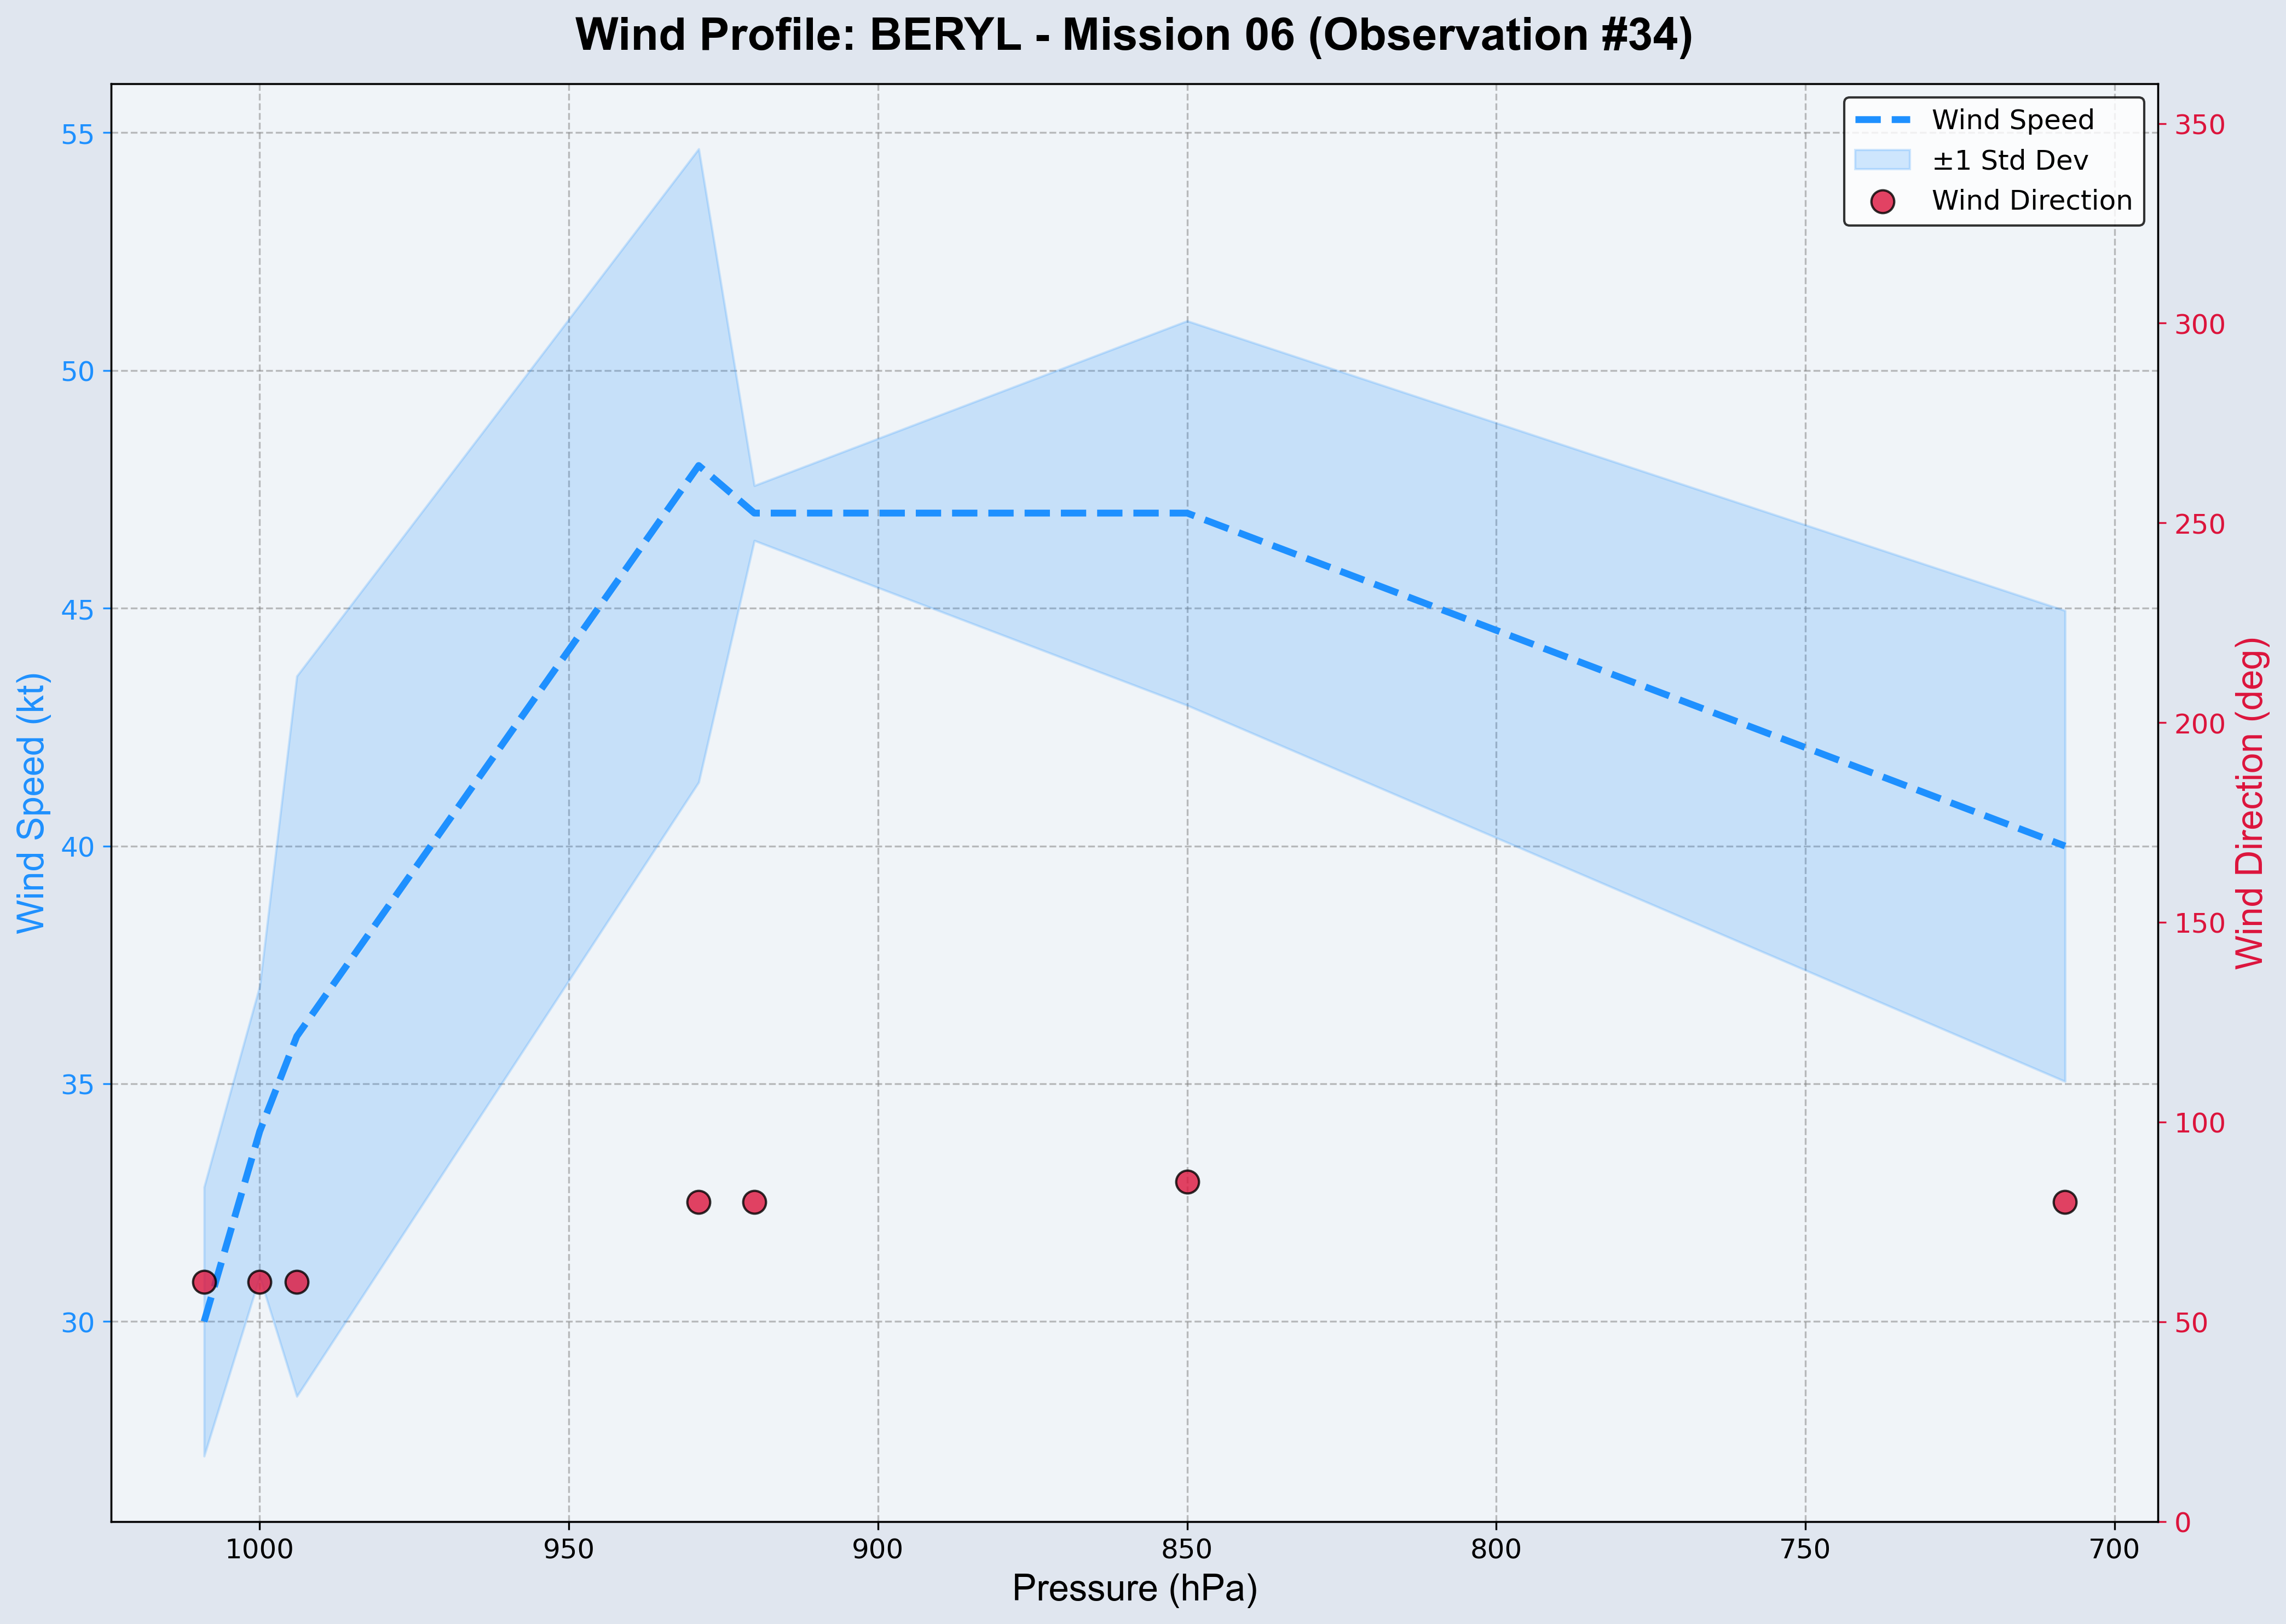 Wind Profile: BERYL - Mission 06 (Observation #34)
Wind Speed
±1 Std Dev
Wind Direction
55
50
45
40
35
30
Wind Speed (kt)
350
300
250
200
150
100
50
0
Wind Direction (deg)
1000 950 900 850 800 750 700
Pressure (hPa)